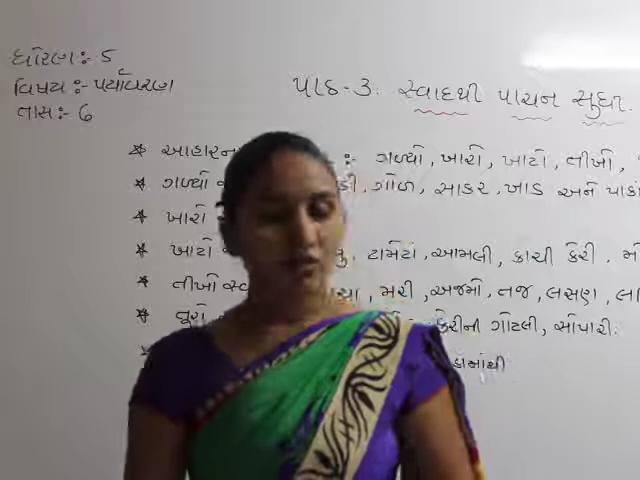 ધોરણ:- 5
વિષય:- પર્યાવરણ
તાસ:- 6
પાઠ-3. સ્વાદથી પાચન સુધી.
* આહારના :- ગળ્યો, ખારો, ખાટો, તીખો,
* ગળ્યો ગોળ, સાકર, ખાંડ અને પાકાં
* ખારો
* ખાટો ટામેટા, આમલી, કાચી કેરી.
* તીખો સ્વ મરી, અજમો, તજ, લસણ,
* તૂરો કેરીની ગોટલી, સોપારી.